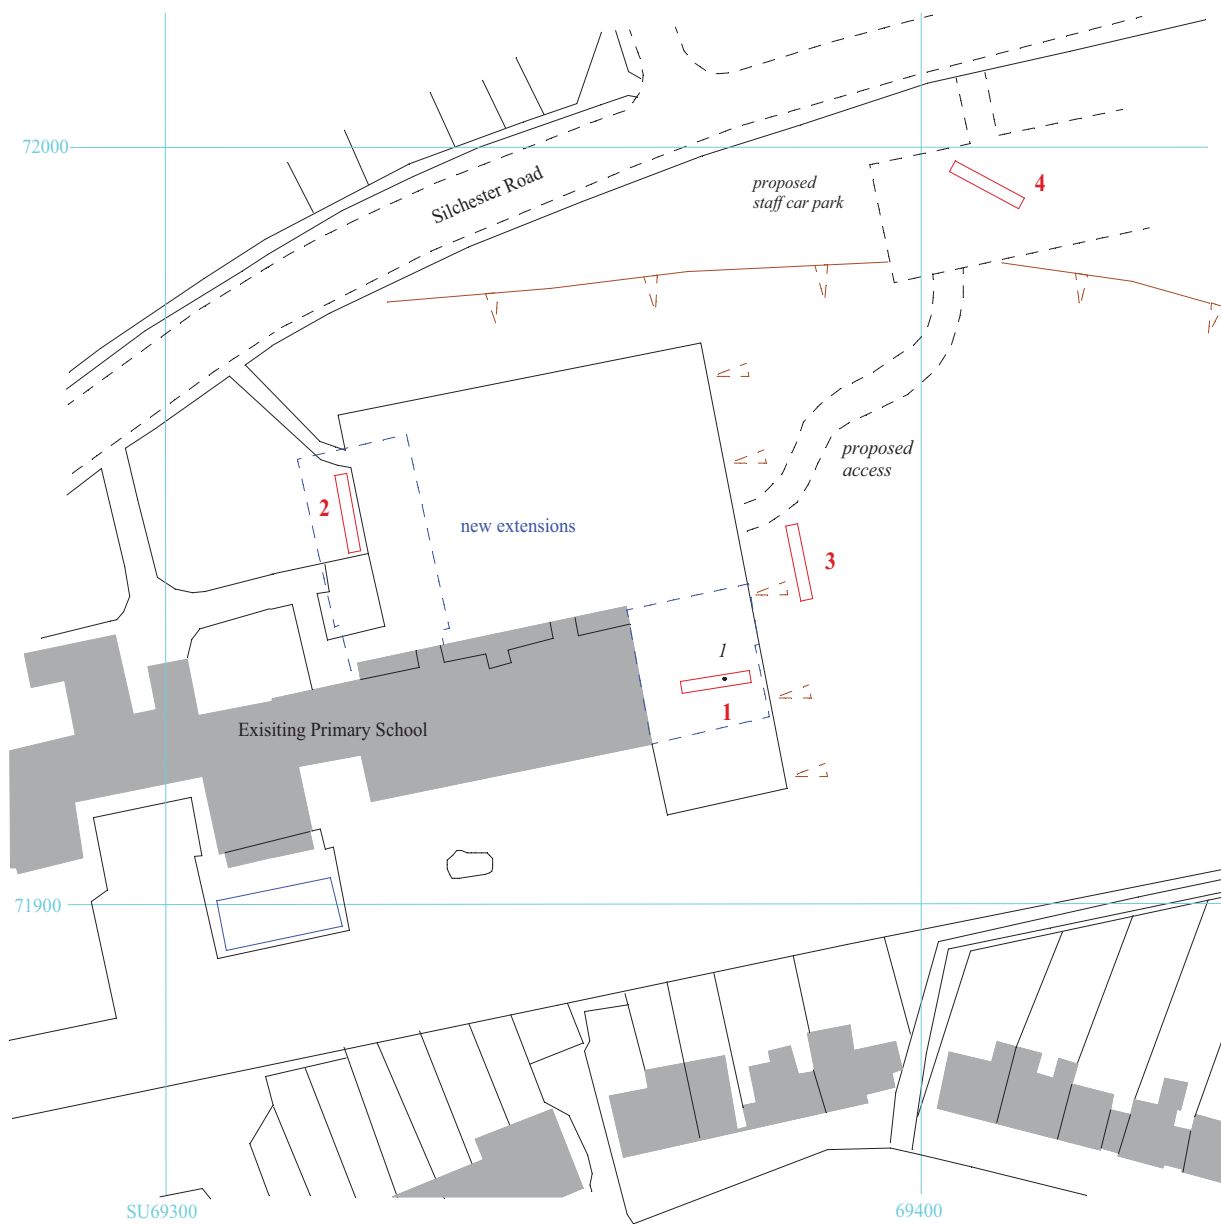 72000
Silchester Road
proposed
staff car park
4
proposed
access
2
new extensions
3
1
1
Exisiting Primary School
71900
SU69300
69400